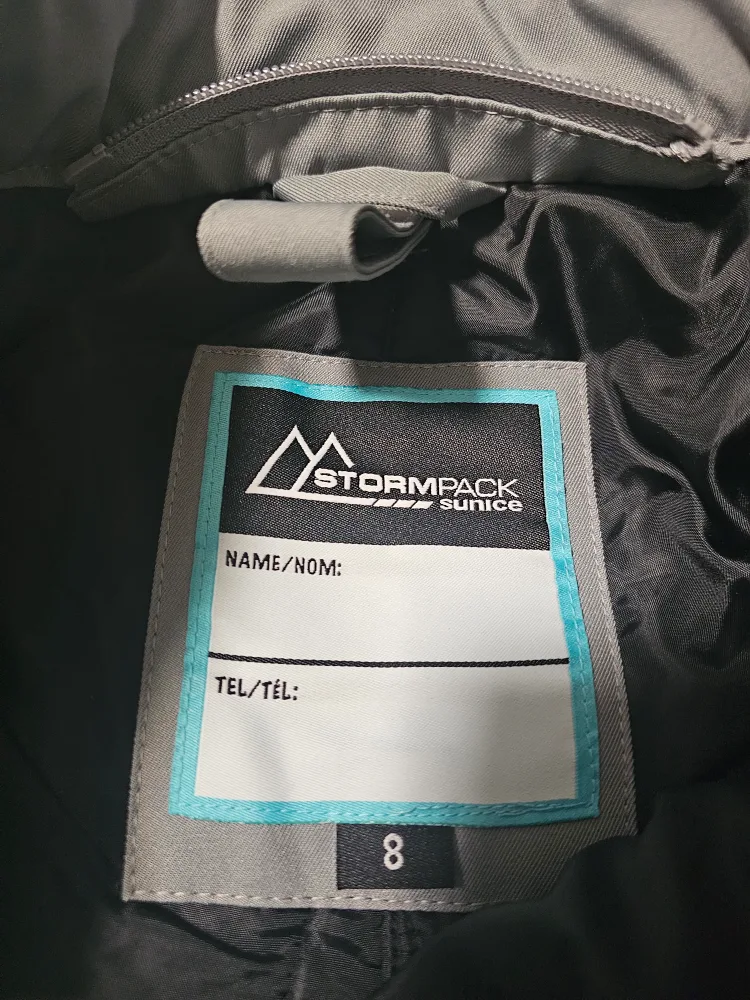 STORMPACK
sunice
NAME/NOM:
TEL/TÉL:
8